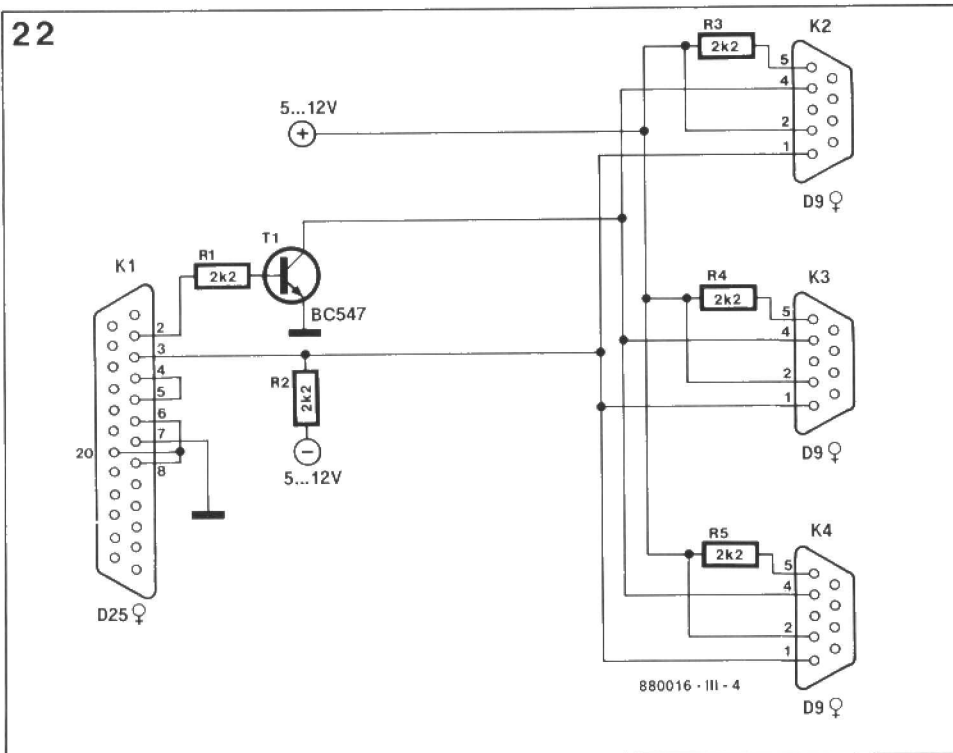 22
K2
R3
2k2
5
4
2
1
D9 ♀
5...12V
+
T1
R1
2k2
BC547
K1
2
3
4
5
6
7
8
20
D25 ♀
R2
2k2
−
5...12V
K3
R4
2k2
5
4
2
1
D9 ♀
K4
R5
2k2
5
4
2
1
D9 ♀
880016 - III - 4